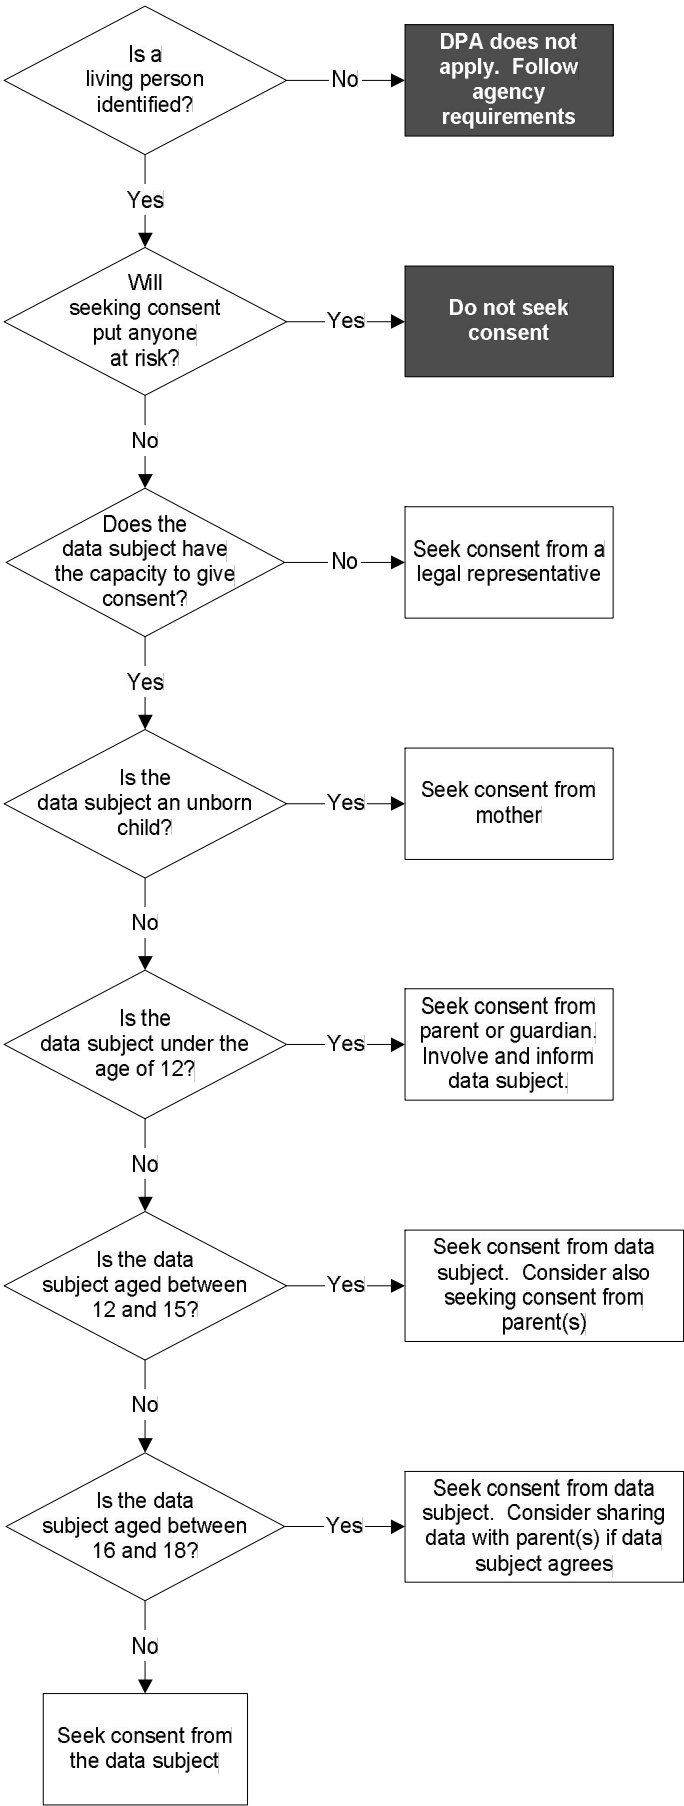 Is a
living person
identified?
No
DPA does not
apply.  Follow
agency
requirements
Yes
Will
seeking consent
put anyone
at risk?
Yes
Do not seek
consent
No
Does the
data subject have
the capacity to give
consent?
No
Seek consent from a
legal representative
Yes
Is the
data subject an unborn
child?
Yes
Seek consent from
mother
No
Is the
data subject under the
age of 12?
Yes
Seek consent from
parent or guardian.
Involve and inform
data subject.
No
Is the data
subject aged between
12 and 15?
Yes
Seek consent from data
subject.  Consider also
seeking consent from
parent(s)
No
Is the data
subject aged between
16 and 18?
Yes
Seek consent from data
subject.  Consider sharing
data with parent(s) if data
subject agrees
No
Seek consent from
the data subject